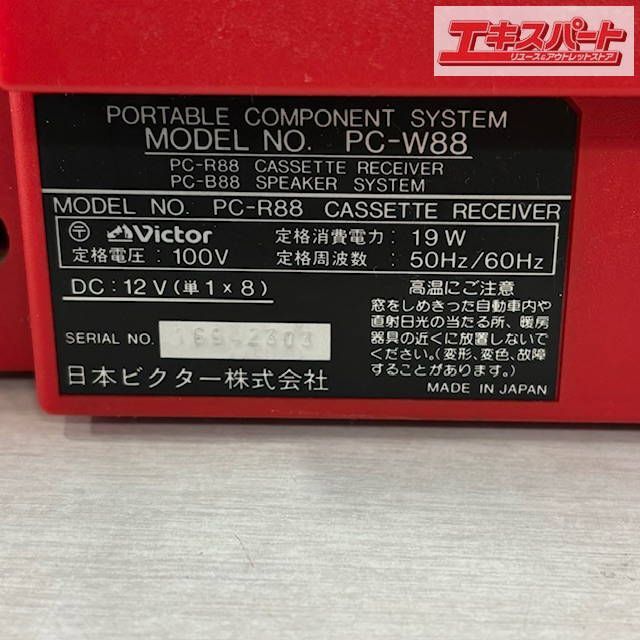 エキスパート
リユース&アウトレットストア
PORTABLE COMPONENT SYSTEM
MODEL NO. PC-W88
PC-R88 CASSETTE RECEIVER
PC-B88 SPEAKER SYSTEM
MODEL NO. PC-R88 CASSETTE RECEIVER
〒 Victor 定格消費電力: 19W
定格電圧: 100V 定格周波数: 50Hz/60Hz
DC: 12V(単1×8)
SERIAL NO. 16942303
日本ビクター株式会社
高温にご注意
窓をしめきった自動車内や
直射日光の当たる所、暖房
器具の近くに放置しないで
ください。(変形、変色、故障
することがあります。)
MADE IN JAPAN